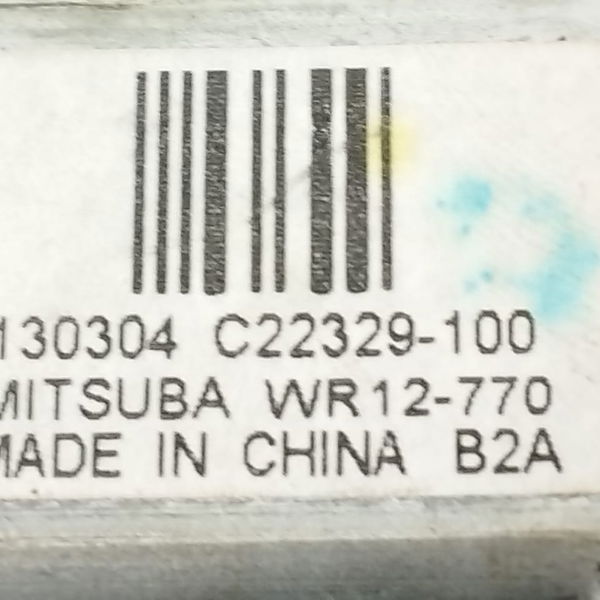 130304 C22329-100
MITSUBA WR12-770
MADE IN CHINA B2A